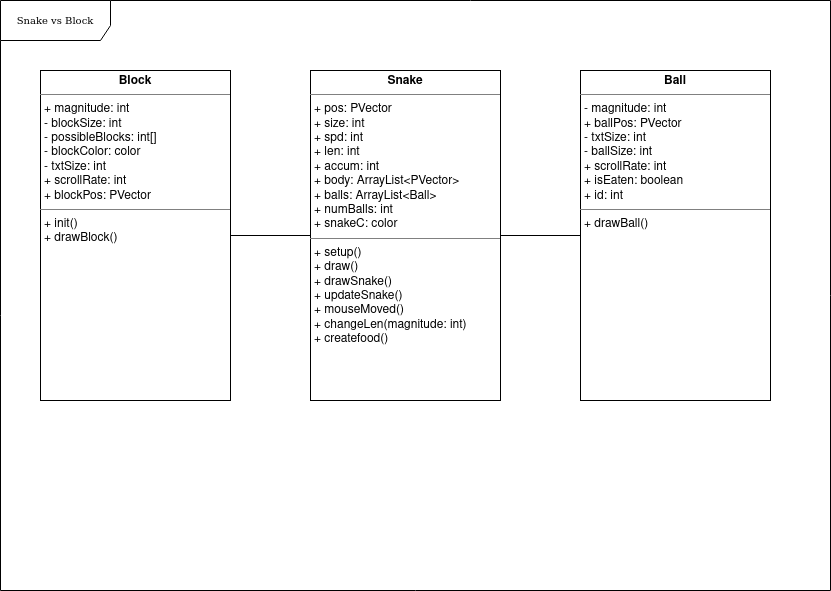 Snake vs Block
Block
+ magnitude: int
- blockSize: int
- possibleBlocks: int[]
- blockColor: color
- txtSize: int
+ scrollRate: int
+ blockPos: PVector
+ init()
+ drawBlock()
Snake
+ pos: PVector
+ size: int
+ spd: int
+ len: int
+ accum: int
+ body: ArrayList<PVector>
+ balls: ArrayList<Ball>
+ numBalls: int
+ snakeC: color
+ setup()
+ draw()
+ drawSnake()
+ updateSnake()
+ mouseMoved()
+ changeLen(magnitude: int)
+ createfood()
Ball
- magnitude: int
+ ballPos: PVector
- txtSize: int
- ballSize: int
+ scrollRate: int
+ isEaten: boolean
+ id: int
+ drawBall()